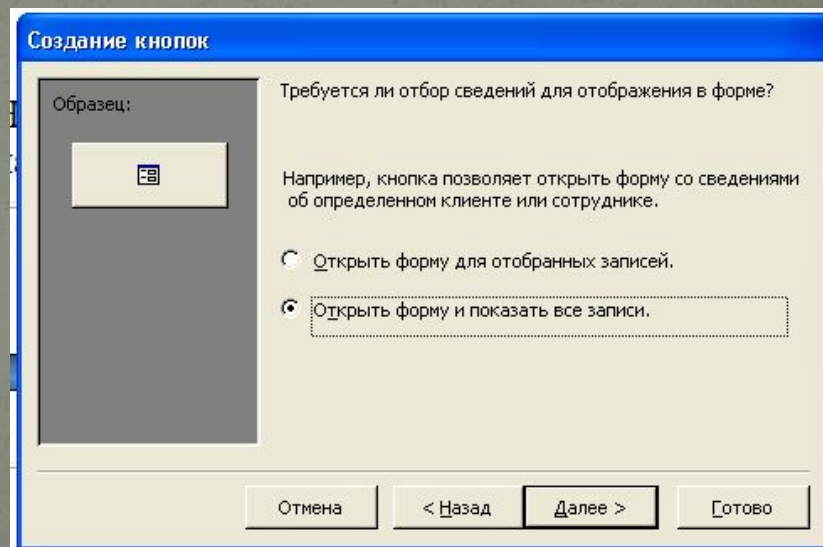 Создание кнопок
Образец:
Требуется ли отбор сведений для отображения в форме?
Например, кнопка позволяет открыть форму со сведениями
об определенном клиенте или сотруднике.
Открыть форму для отобранных записей.
Открыть форму и показать все записи.
Отмена
< Назад
Далее >
Готово